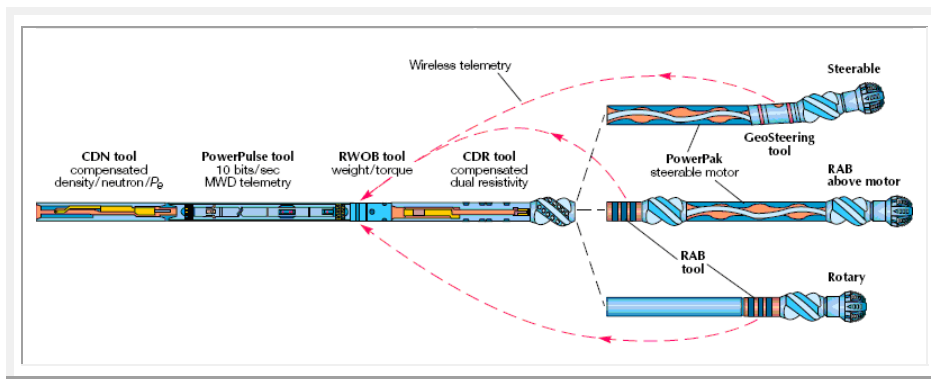 Wireless telemetry
Steerable
GeoSteering
tool
CDN tool
compensated
density/neutron/Pe
PowerPulse tool
10 bits/sec
MWD telemetry
RWOB tool
weight/torque
CDR tool
compensated
dual resistivity
PowerPak
steerable motor
RAB
above motor
RAB
tool
Rotary